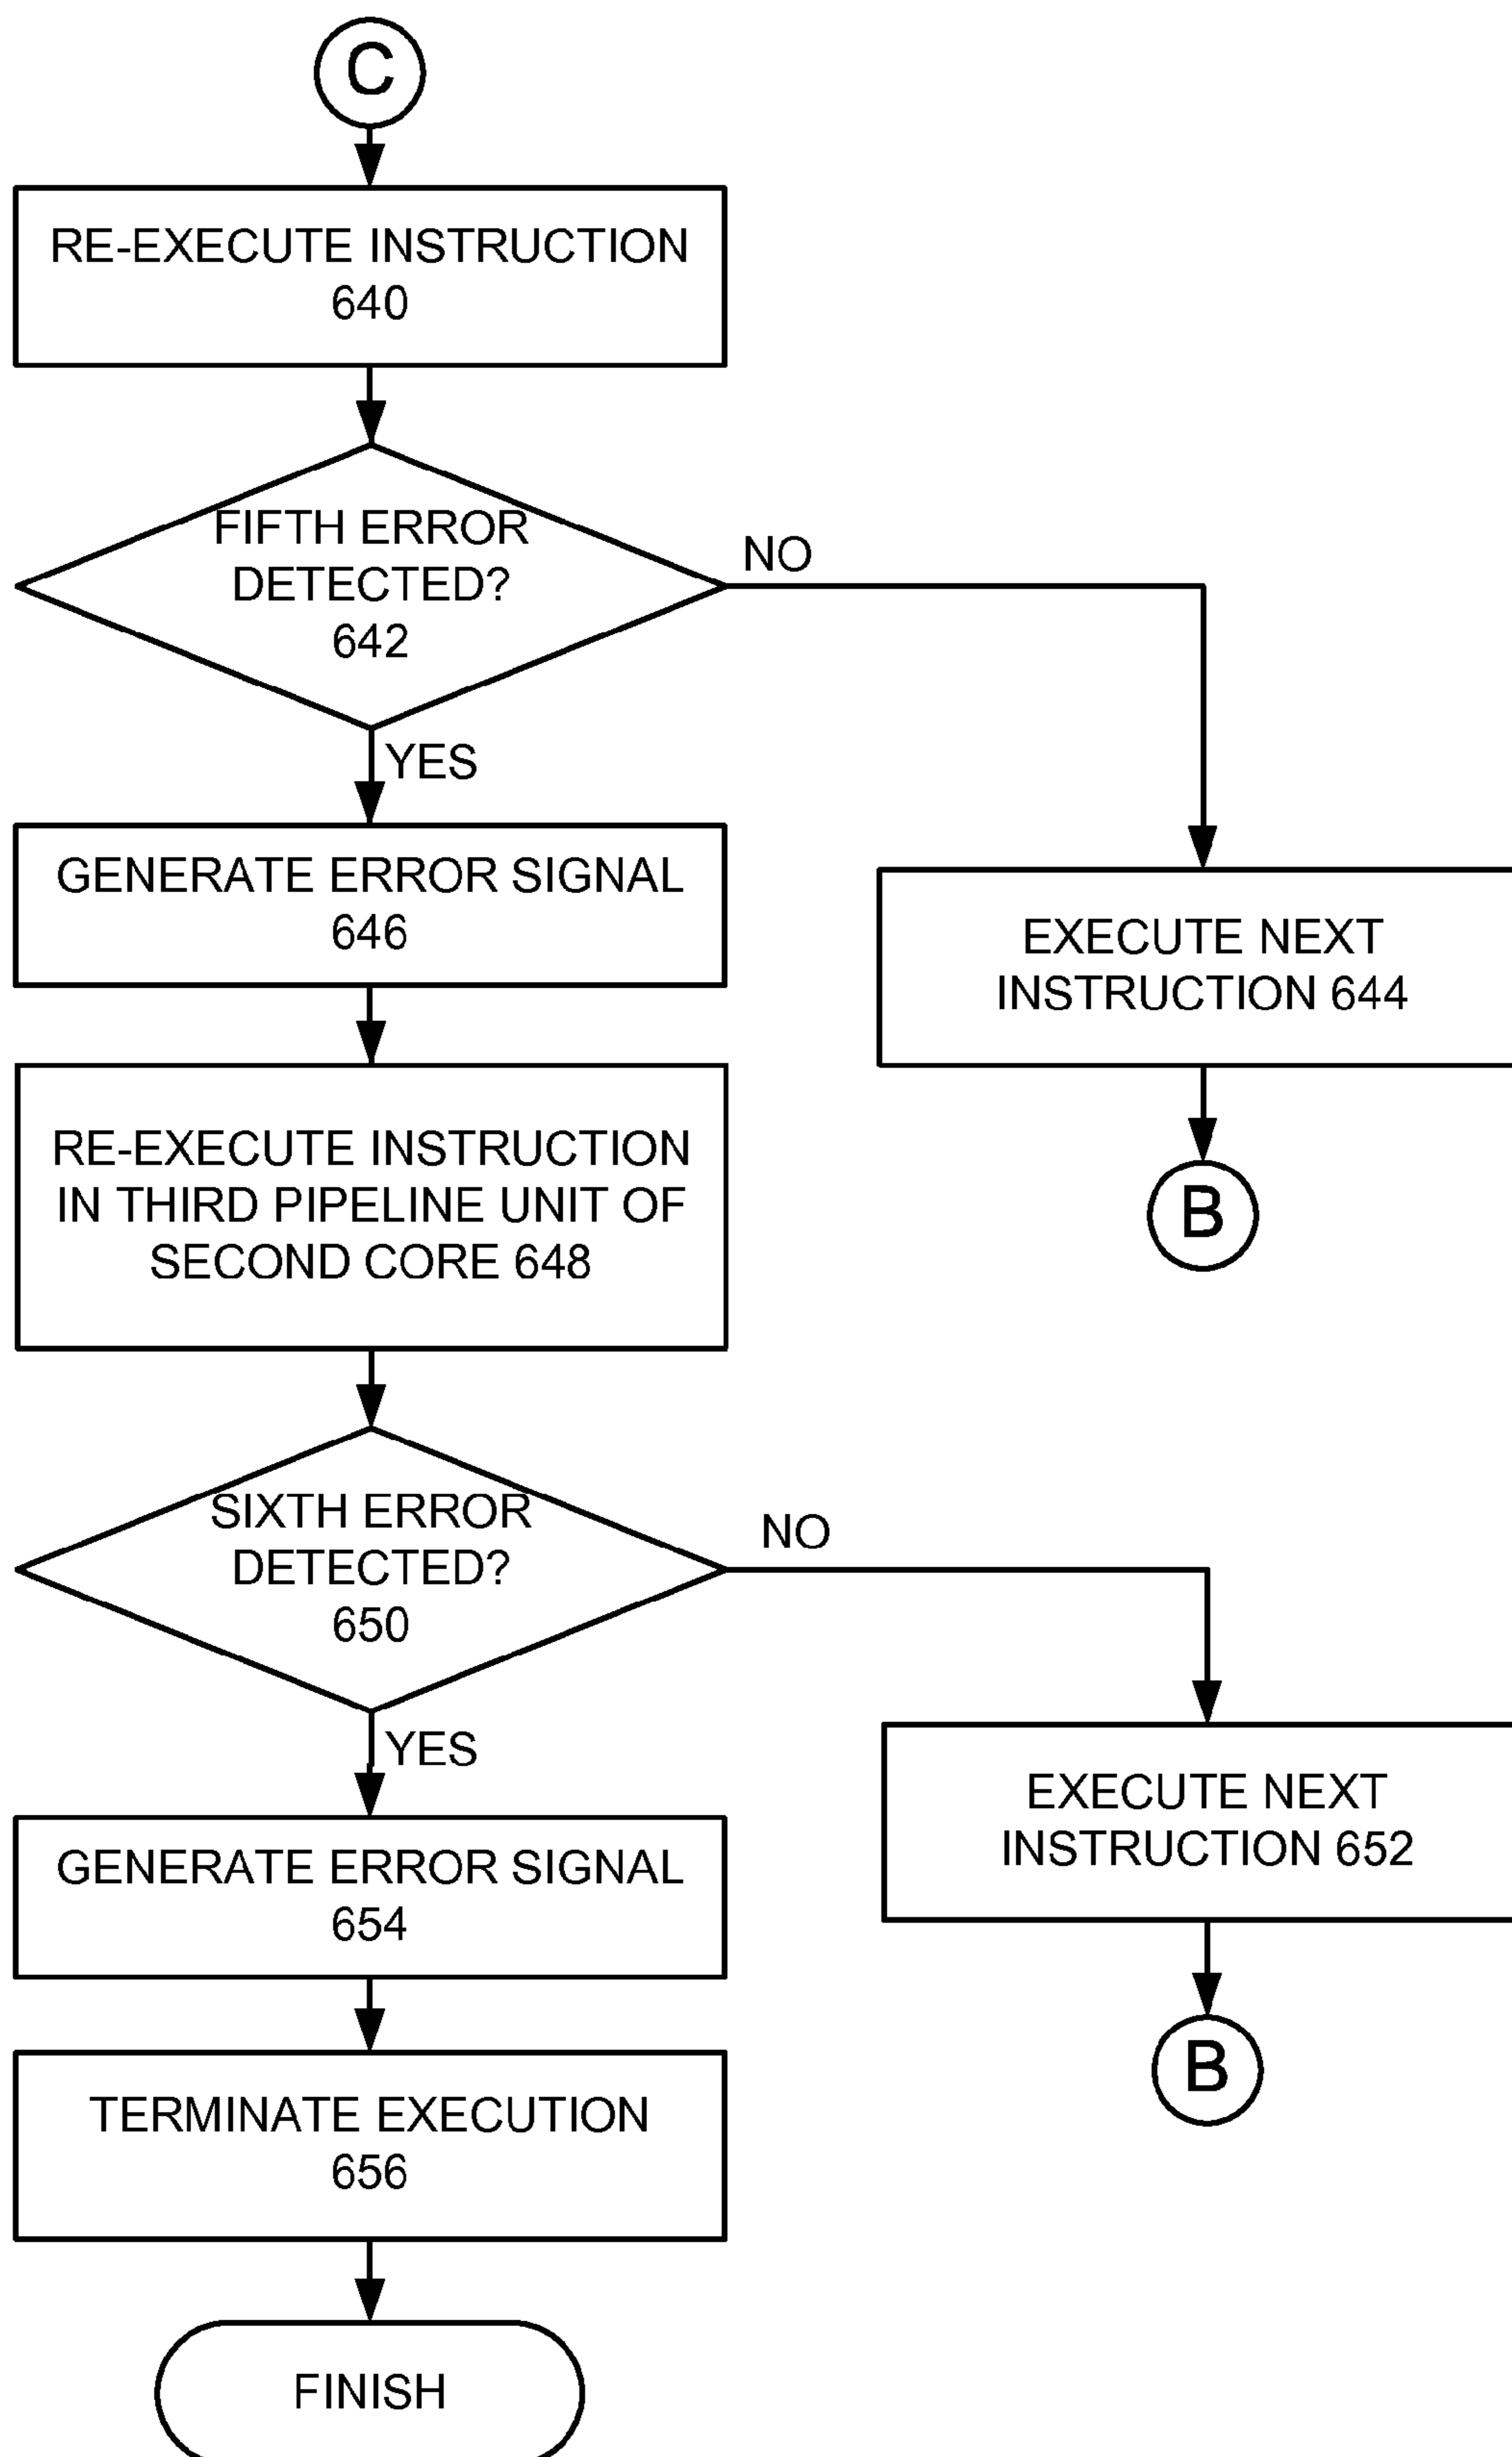 C
RE-EXECUTE INSTRUCTION
640
FIFTH ERROR
DETECTED?
642
NO
YES
GENERATE ERROR SIGNAL
646
EXECUTE NEXT
INSTRUCTION 644
RE-EXECUTE INSTRUCTION
IN THIRD PIPELINE UNIT OF
SECOND CORE 648
B
SIXTH ERROR
DETECTED?
650
NO
YES
EXECUTE NEXT
INSTRUCTION 652
GENERATE ERROR SIGNAL
654
B
TERMINATE EXECUTION
656
FINISH